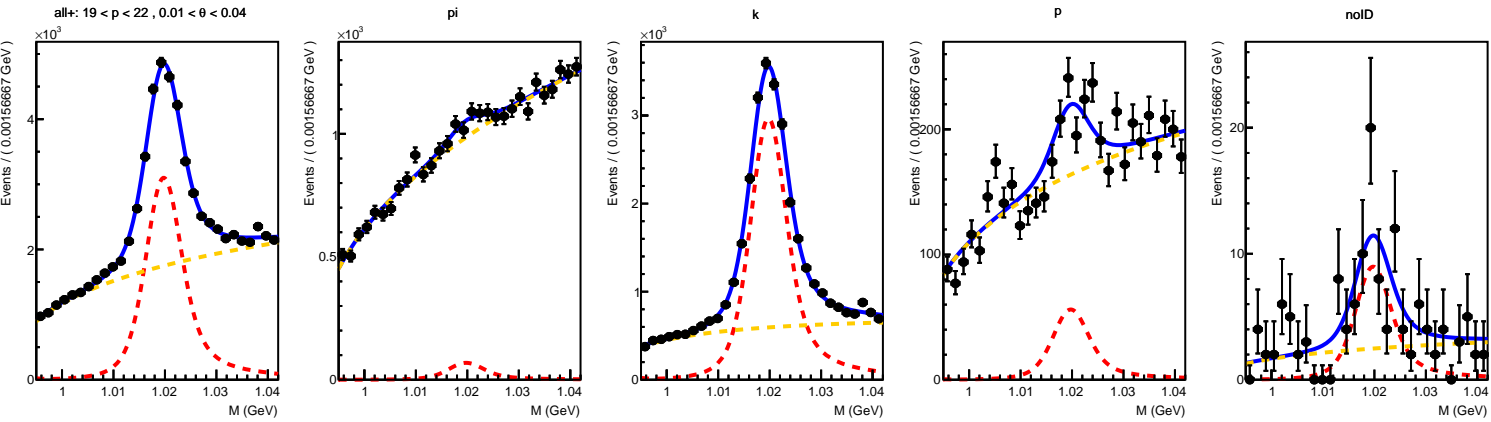 all+: 19 < p < 22 , 0.01 < θ < 0.04
×10³
Events / ( 0.00156667 GeV )
4
2
0
1 1.01 1.02 1.03 1.04
M (GeV)
pi
×10³
Events / ( 0.00156667 GeV )
1
0.5
0
1 1.01 1.02 1.03 1.04
M (GeV)
k
×10³
Events / ( 0.00156667 GeV )
3
2
1
0
1 1.01 1.02 1.03 1.04
M (GeV)
p
Events / ( 0.00156667 GeV )
200
100
0
1 1.01 1.02 1.03 1.04
M (GeV)
noID
Events / ( 0.00156667 GeV )
20
10
0
1 1.01 1.02 1.03 1.04
M (GeV)